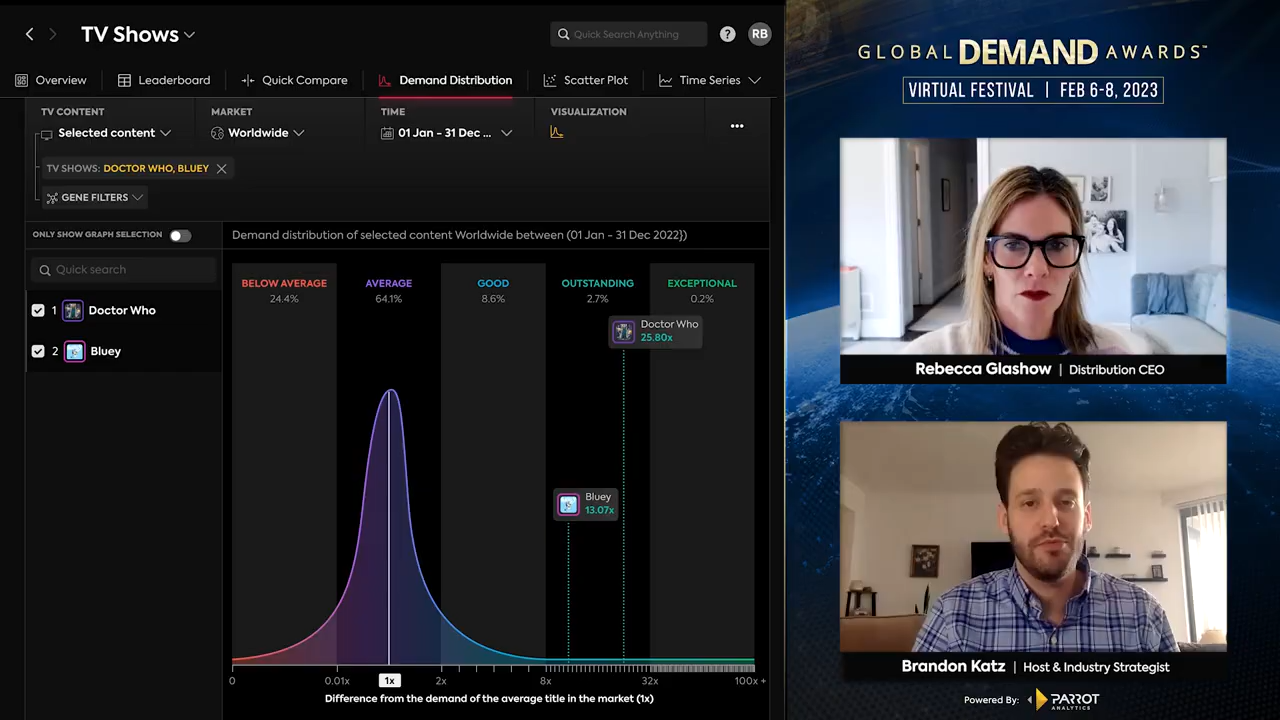 TV Shows
Quick Search Anything
?
RB
Overview
Leaderboard
Quick Compare
Demand Distribution
Scatter Plot
Time Series
TV CONTENT
MARKET
TIME
VISUALIZATION
Selected content
Worldwide
01 Jan - 31 Dec ...
TV SHOWS: DOCTOR WHO, BLUEY
GENE FILTERS
ONLY SHOW GRAPH SELECTION
Demand distribution of selected content Worldwide between (01 Jan - 31 Dec 2022})
Quick search
1 Doctor Who
2 Bluey
BELOW AVERAGE
24.4%
AVERAGE
64.1%
GOOD
8.6%
OUTSTANDING
2.7%
EXCEPTIONAL
0.2%
Doctor Who
25.80x
Bluey
13.07x
0
0.01x
1x
2x
8x
32x
100x +
Difference from the demand of the average title in the market (1x)
GLOBAL DEMAND AWARDS™
VIRTUAL FESTIVAL | FEB 6-8, 2023
Rebecca Glashow | Distribution CEO
Brandon Katz | Host & Industry Strategist
Powered By: PARROT
ANALYTICS